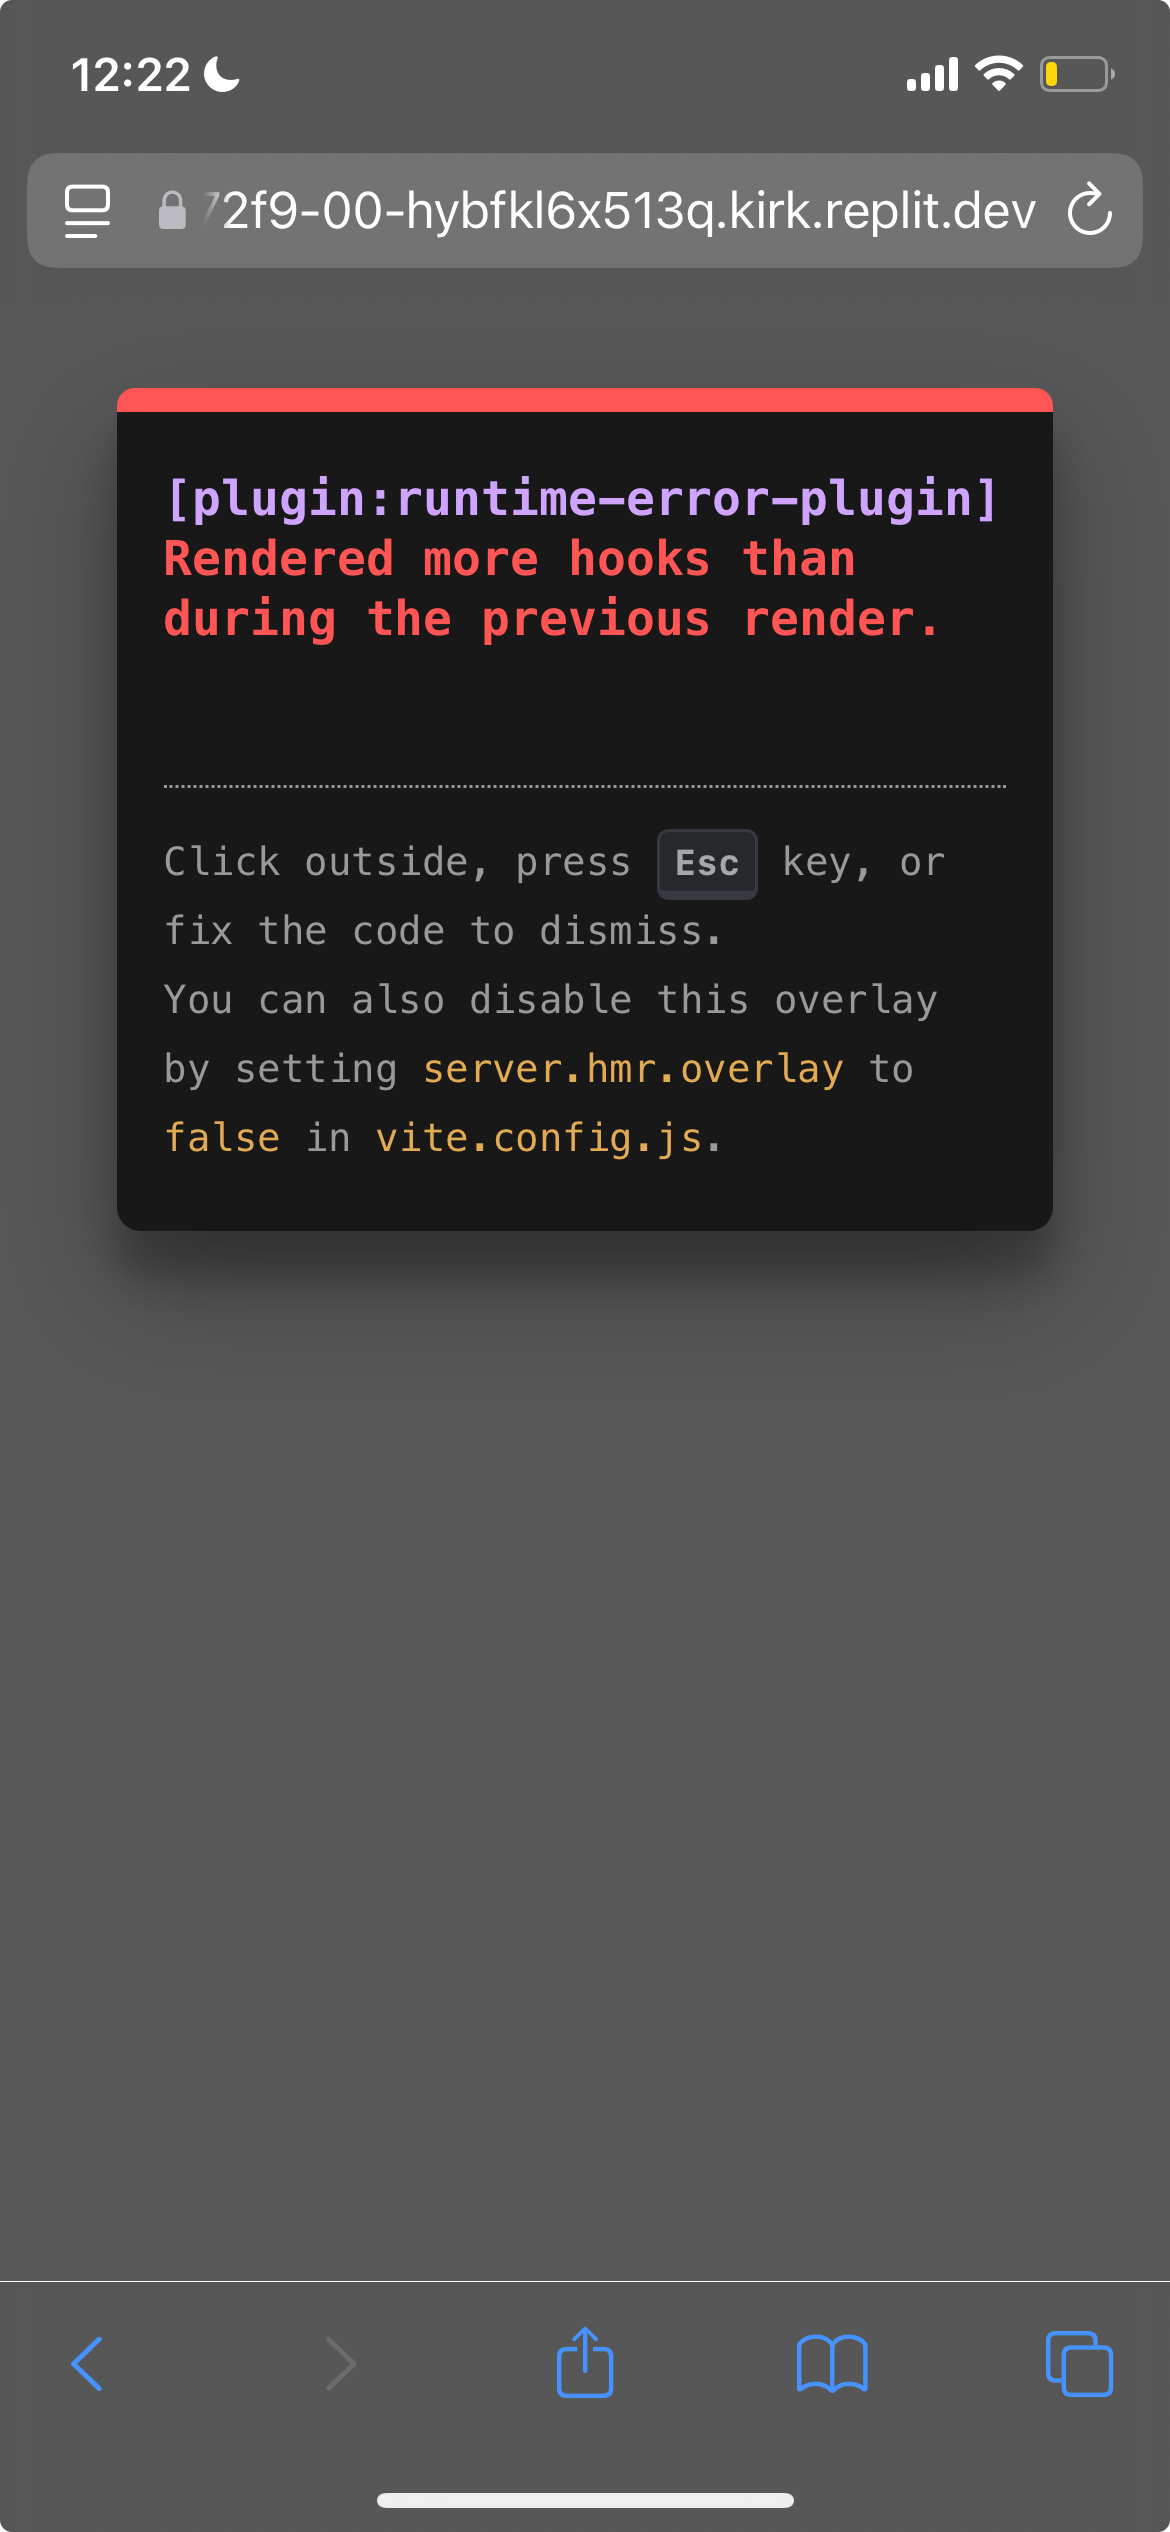 12:22
72f9-00-hybfkl6x513q.kirk.replit.dev
[plugin:runtime-error-plugin]
Rendered more hooks than
during the previous render.
Click outside, press Esc key, or
fix the code to dismiss.
You can also disable this overlay
by setting server.hmr.overlay to
false in vite.config.js.